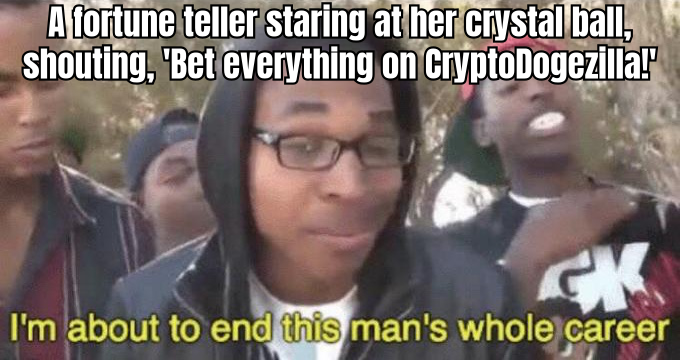 A fortune teller staring at her crystal ball,
shouting, 'Bet everything on CryptoDogezilla!'
GK
I'm about to end this man's whole career